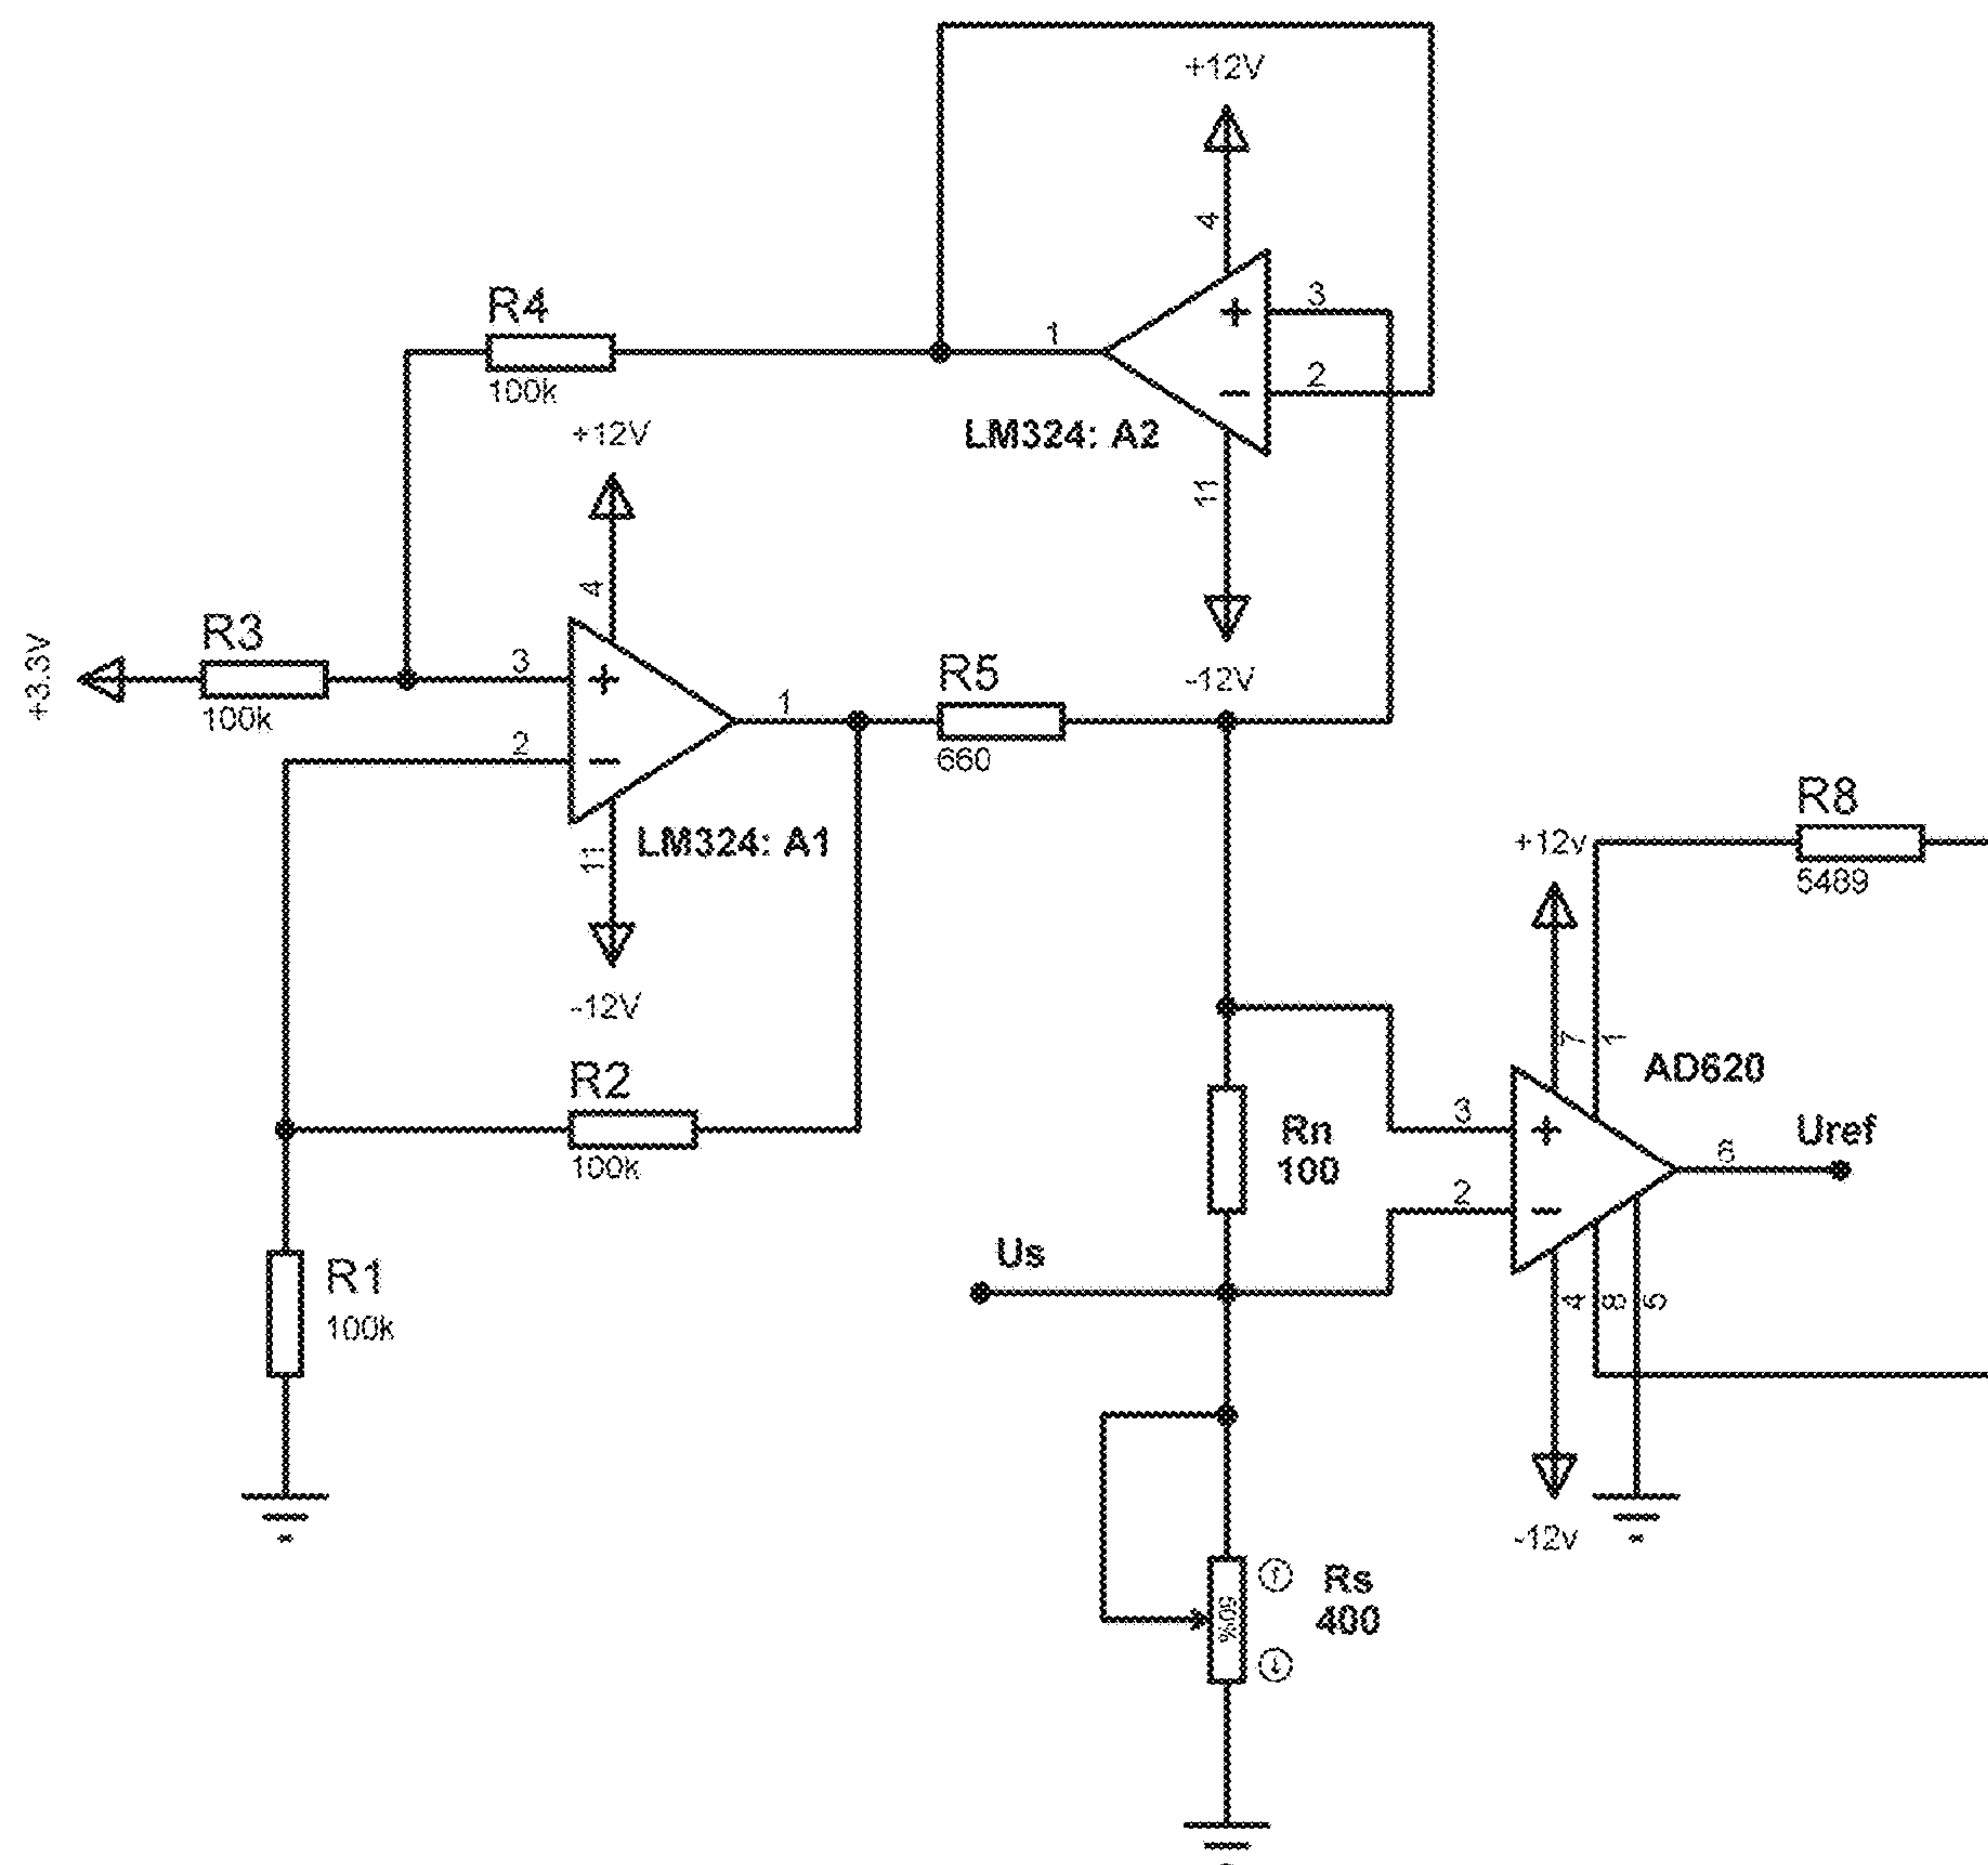 +12V
4
R4
3
1
+
100k
2
−
+12V
LM324: A2
11
+3.3V
R3
4
3
R5
-12V
100k
+
1
2
−
660
R8
LM324: A1
+12v
11
5489
-12V
7
1
AD620
R2
3
Rn
+
Uref
100k
100
6
2
−
Us
R1
4
8
5
100k
-12v
Rs
50%
400